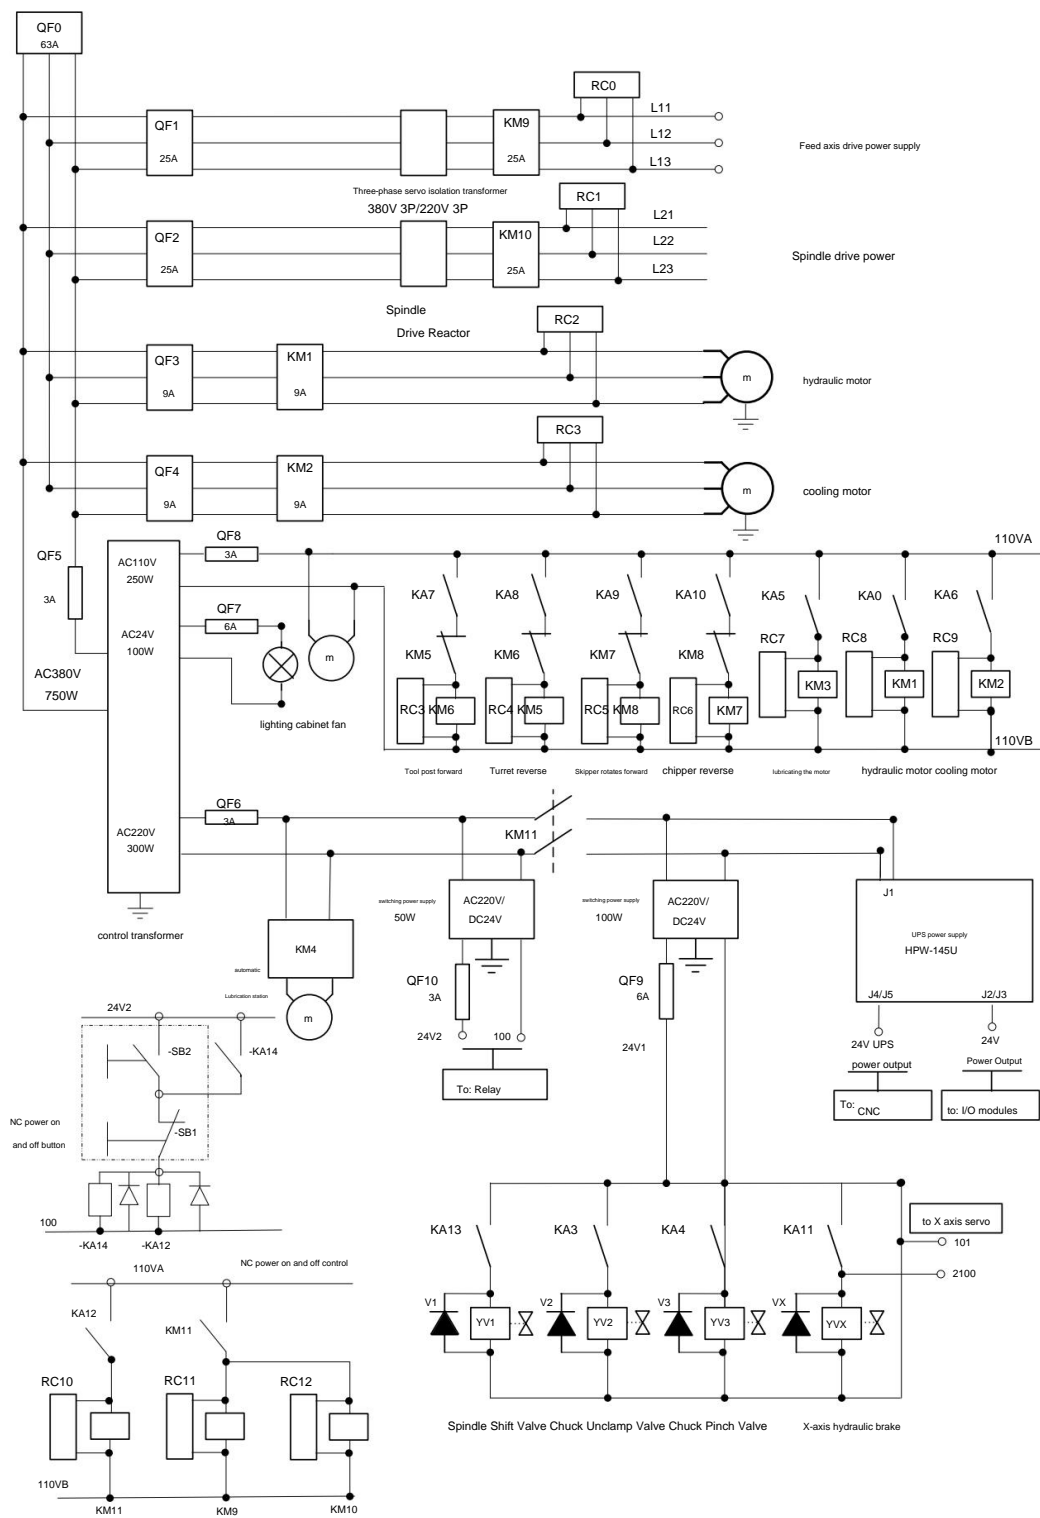 QF0
63A
RC0
L11
QF1
KM9
L12
Feed axis drive power supply
25A
25A
L13
Three-phase servo isolation transformer
380V 3P/220V 3P
RC1
L21
QF2
KM10
L22
Spindle drive power
25A
25A
L23
Spindle
Drive Reactor
RC2
QF3
KM1
m
hydraulic motor
9A
9A
RC3
QF4
KM2
m
cooling motor
9A
9A
QF5
3A
AC380V
750W
AC110V
250W
AC24V
100W
AC220V
300W
control transformer
QF8
3A
QF7
6A
m
lighting cabinet fan
110VA
KA7
KA8
KA9
KA10
KA5
KA0
KA6
KM5
KM6
KM7
KM8
RC7
RC8
RC9
KM3
KM1
KM2
RC3
KM6
RC4
KM5
RC5
KM8
RC6
KM7
110VB
Tool post forward
Turret reverse
Skipper rotates forward
chipper reverse
lubricating the motor
hydraulic motor cooling motor
QF6
3A
KM11
KM4
automatic
Lubrication station
m
switching power supply
50W
AC220V/
DC24V
switching power supply
100W
AC220V/
DC24V
J1
UPS power supply
HPW-145U
J4/J5
J2/J3
QF10
3A
24V2
100
To: Relay
QF9
6A
24V1
24V UPS
power output
To:
CNC
24V
Power Output
to: I/O modules
24V2
-SB2
-KA14
NC power on
and off button
-SB1
100
-KA14
-KA12
110VA
NC power on and off control
KA12
KM11
RC10
RC11
RC12
110VB
KM11
KM9
KM10
KA13
KA3
KA4
KA11
to X axis servo
101
2100
V1
YV1
V2
YV2
V3
YV3
VX
YVX
Spindle Shift Valve Chuck Unclamp Valve Chuck Pinch Valve
X-axis hydraulic brake